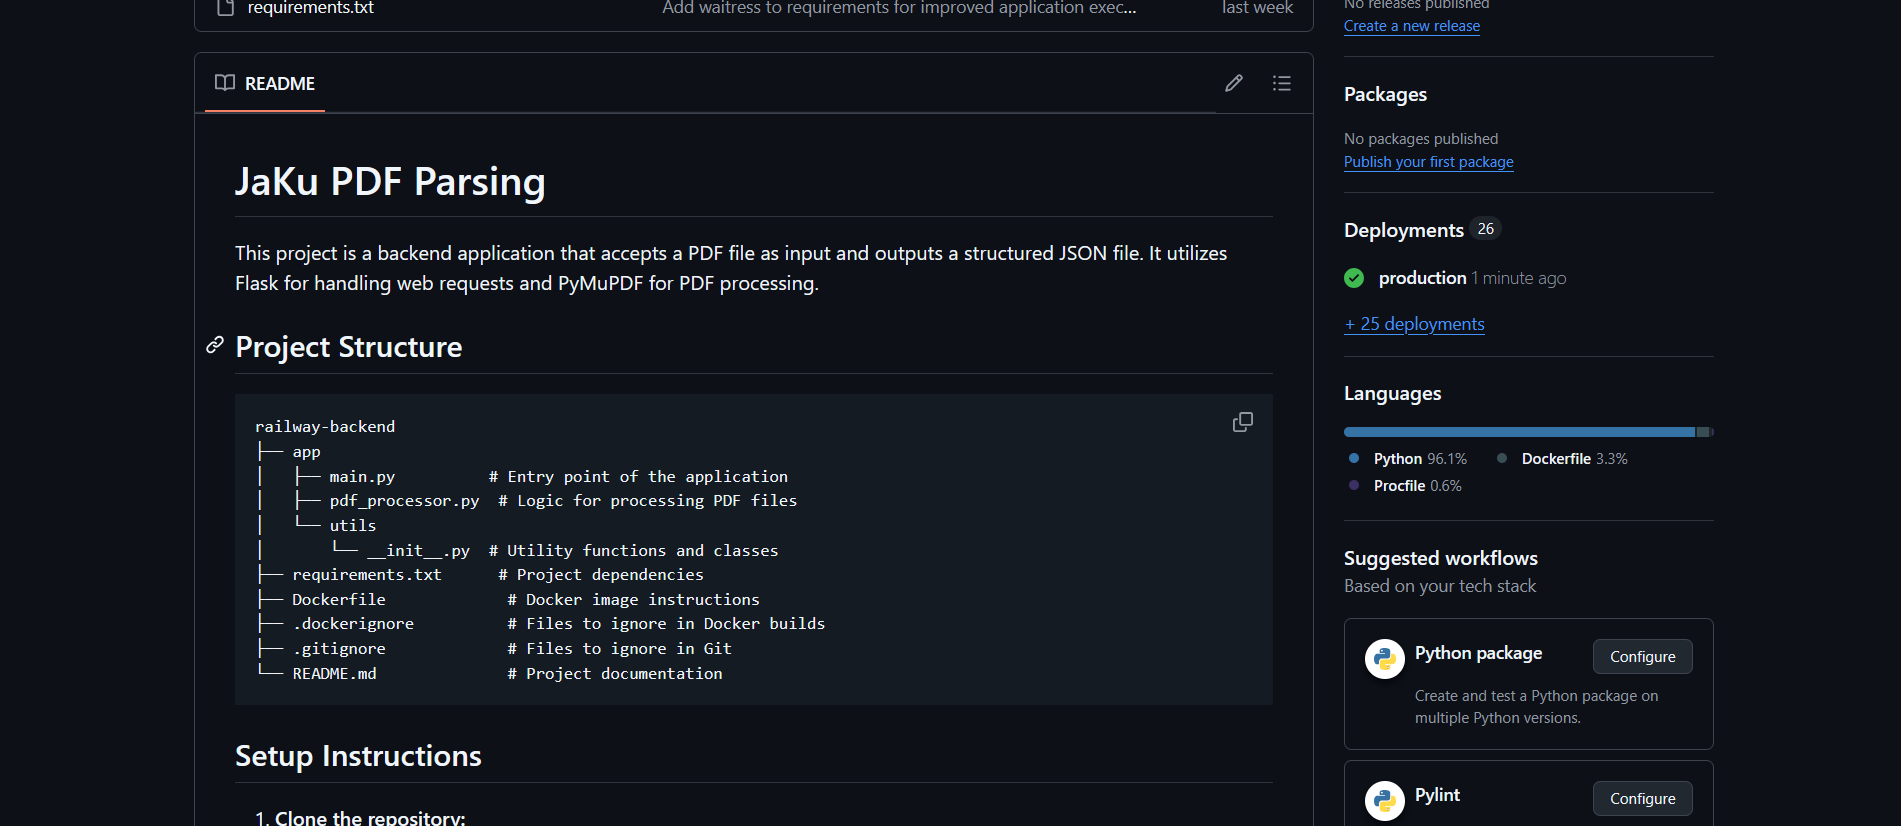 requirements.txt Add waitress to requirements for improved application exec... last week
README
JaKu PDF Parsing
This project is a backend application that accepts a PDF file as input and outputs a structured JSON file. It utilizes
Flask for handling web requests and PyMuPDF for PDF processing.
Project Structure
railway-backend
├── app
│   ├── main.py          # Entry point of the application
│   ├── pdf_processor.py  # Logic for processing PDF files
│   └── utils
│       └── __init__.py  # Utility functions and classes
├── requirements.txt      # Project dependencies
├── Dockerfile             # Docker image instructions
├── .dockerignore          # Files to ignore in Docker builds
├── .gitignore             # Files to ignore in Git
└── README.md              # Project documentation
Setup Instructions
1. Clone the repository:
No releases published
Create a new release
Packages
No packages published
Publish your first package
Deployments 26
production 1 minute ago
+ 25 deployments
Languages
Python 96.1% Dockerfile 3.3%
Procfile 0.6%
Suggested workflows
Based on your tech stack
Python package Configure
Create and test a Python package on
multiple Python versions.
Pylint Configure